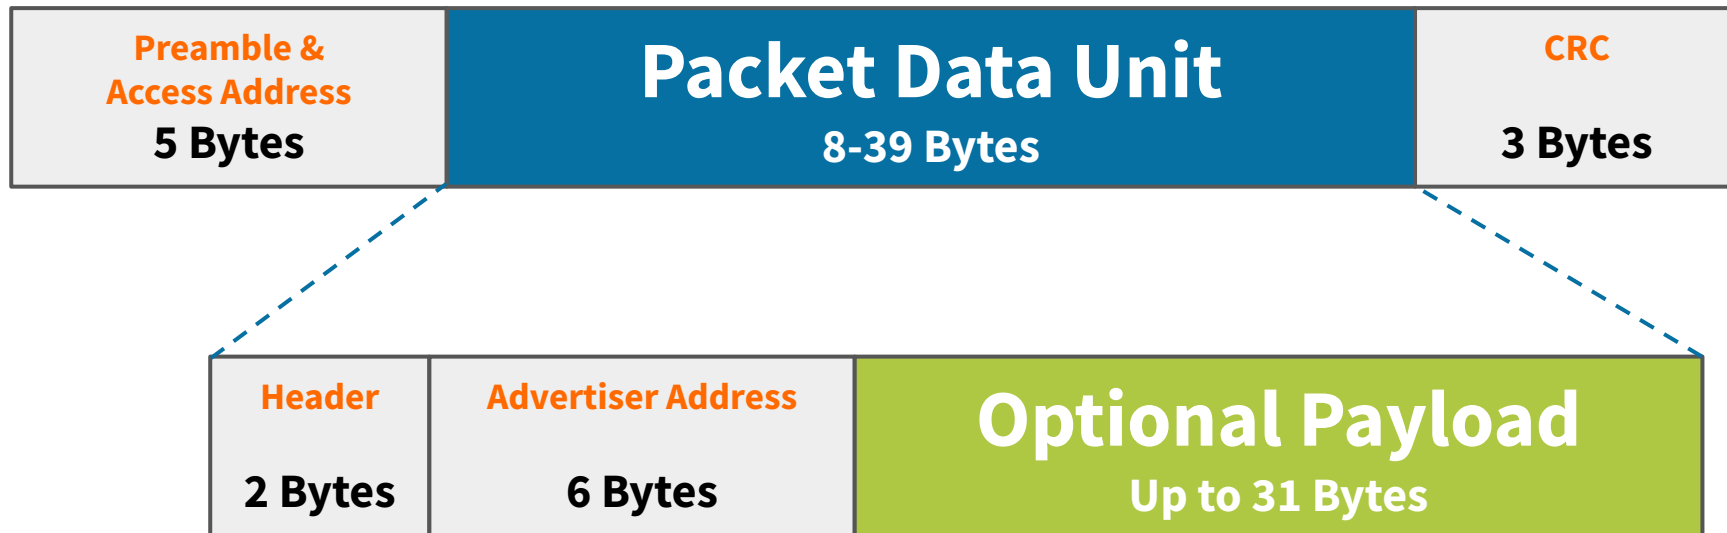 Preamble &
Access Address
5 Bytes
Packet Data Unit
8-39 Bytes
CRC
3 Bytes
Header
2 Bytes
Advertiser Address
6 Bytes
Optional Payload
Up to 31 Bytes